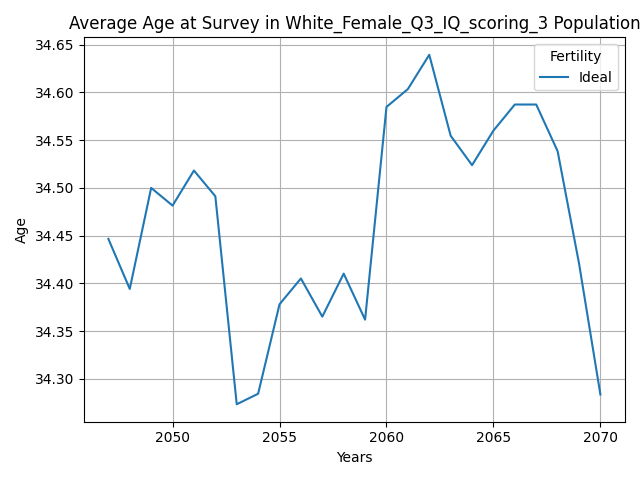 Average Age at Survey in White_Female_Q3_IQ_scoring_3 Population
34.65
34.60
34.55
34.50
34.45
34.40
34.35
34.30
Age
Fertility
Ideal
2050 2055 2060 2065 2070
Years